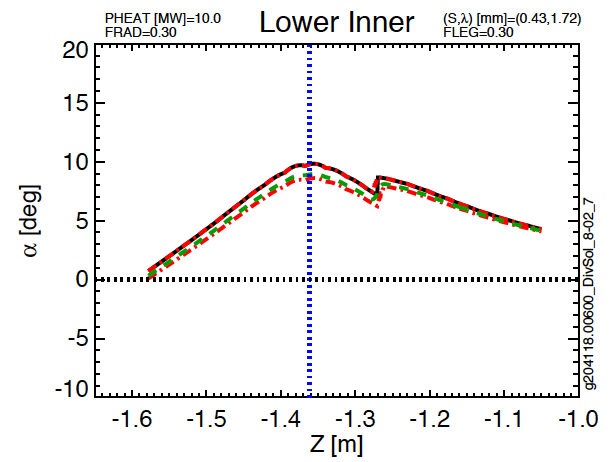 PHEAT [MW]=10.0
FRAD=0.30
Lower Inner
(S,λ) [mm]=(0.43,1.72)
FLEG=0.30
20
15
10
5
0
-5
-10
α [deg]
-1.6 -1.5 -1.4 -1.3 -1.2 -1.1 -1.0
Z [m]
g204118.00600_DivSol_8-02_7